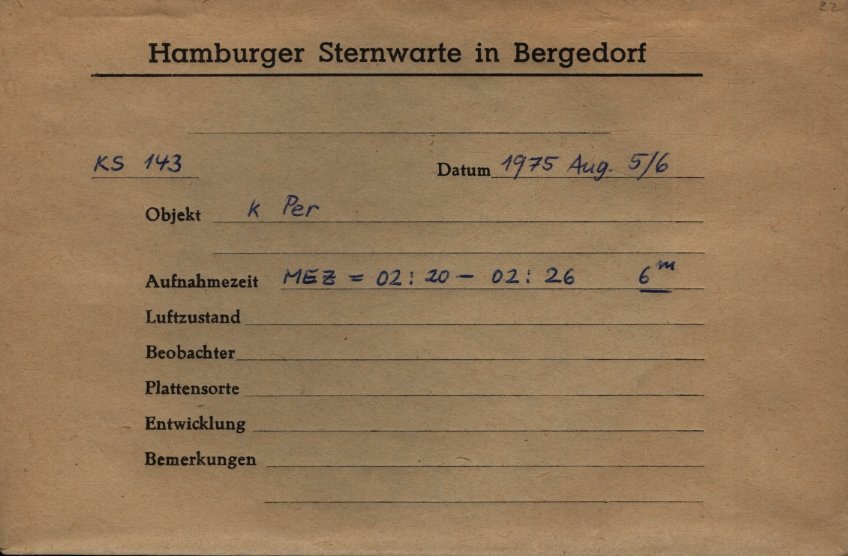 22
Hamburger Sternwarte in Bergedorf
KS 143 Datum 1975 Aug. 5/6
Objekt k Per
Aufnahmezeit MEZ = 02:20 - 02:26 6ᵐ
Luftzustand
Beobachter
Plattensorte
Entwicklung
Bemerkungen